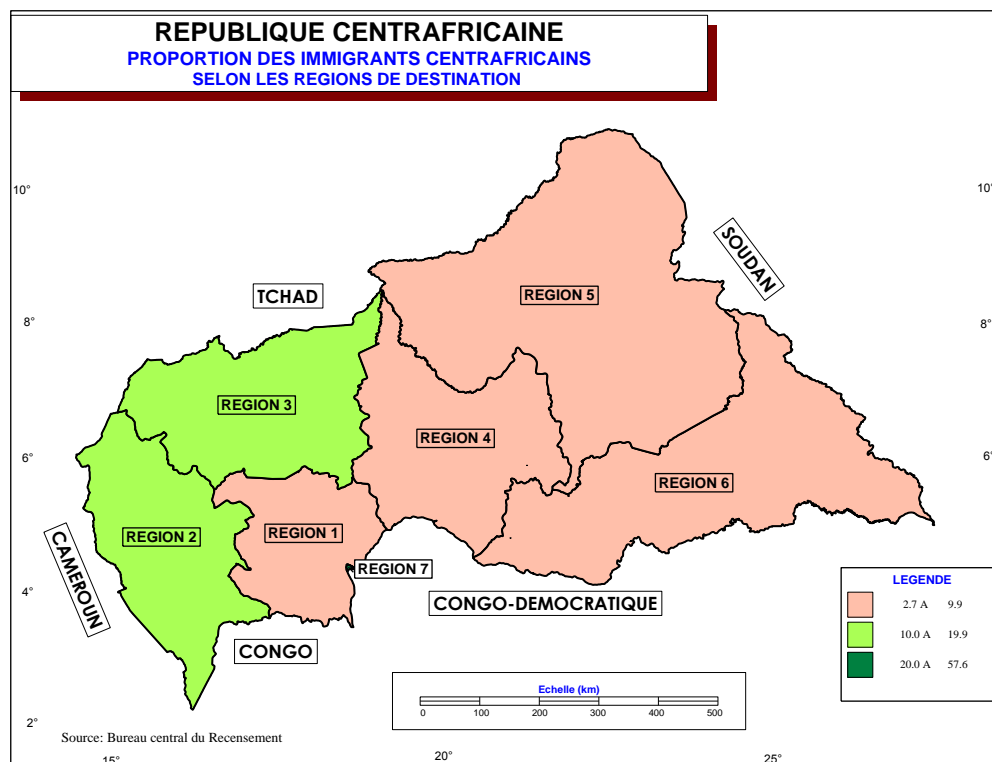 REPUBLIQUE CENTRAFRICAINE
PROPORTION DES IMMIGRANTS CENTRAFRICAINS
SELON LES REGIONS DE DESTINATION
10°
10°
SOUDAN
TCHAD
REGION 5
8°
8°
REGION 3
REGION 4
6°
6°
REGION 6
REGION 2
REGION 1
CAMEROUN
REGION 7
4°
4°
CONGO-DEMOCRATIQUE
CONGO
LEGENDE
2.7 A 9.9
10.0 A 19.9
20.0 A 57.6
Echelle (km)
0 100 200 300 400 500
2°
Source: Bureau central du Recensement
15°
20°
25°